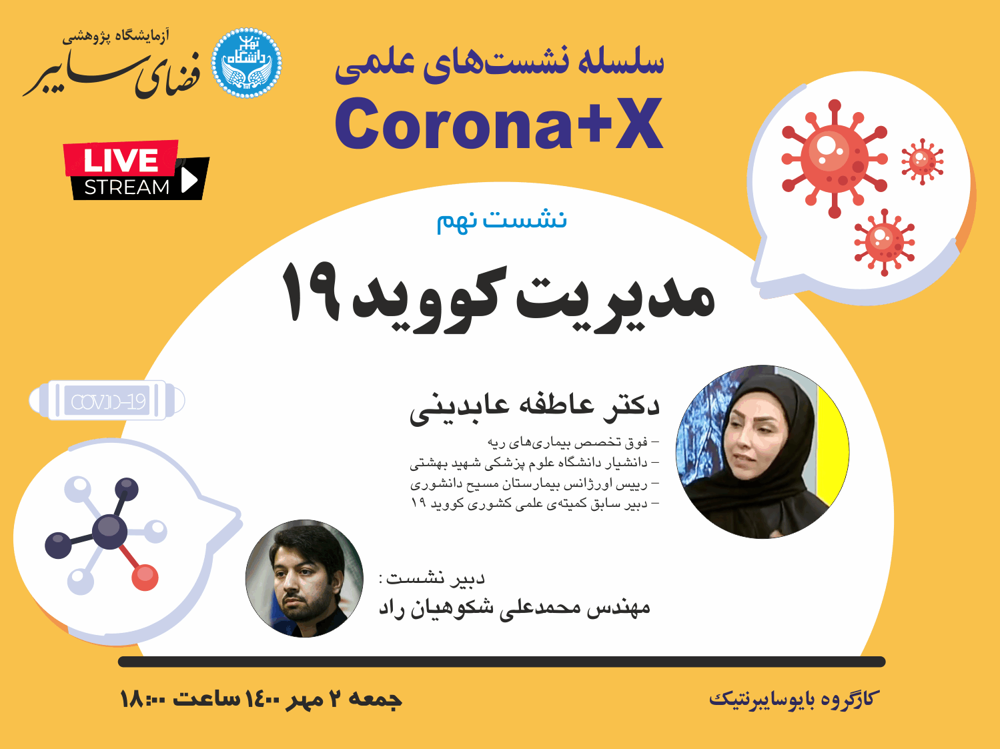 آزمایشگاه پژوهشی
فضای سایبر
دانشگاه تهران
سلسله نشست‌های علمی
Corona+X
LIVE
STREAM
نشست نهم
مدیریت کووید ۱۹
دکتر عاطفه عابدینی
- فوق تخصص بیماری‌های ریه
- دانشیار دانشگاه علوم پزشکی شهید بهشتی
- رییس اورژانس بیمارستان مسیح دانشوری
- دبیر سابق کمیته‌ی علمی کشوری کووید ۱۹
COVID-19
دبیر نشست :
مهندس محمدعلی شکوهیان راد
کارگروه بایوسایبرنتیک
جمعه ۲ مهر ۱۴۰۰ ساعت ۱۸:۰۰